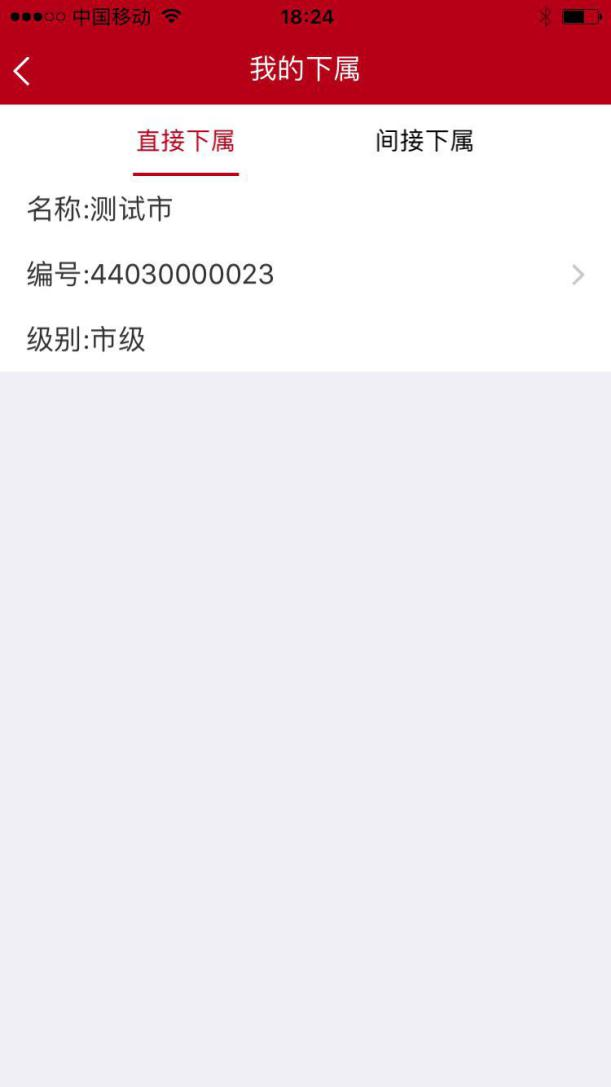 中国移动 18:24
我的下属
直接下属 间接下属
名称:测试市
编号:44030000023
级别:市级